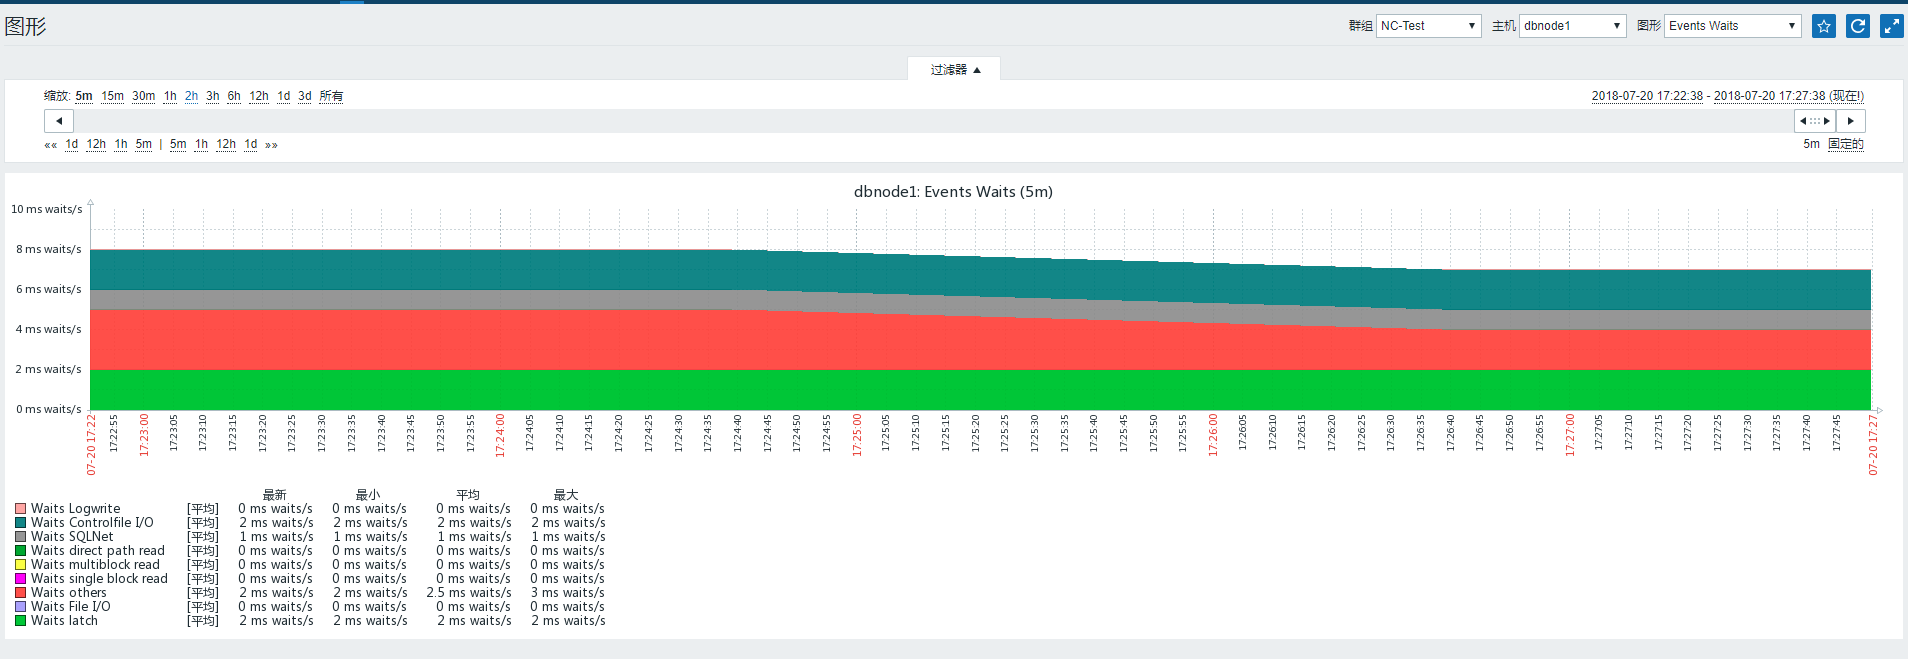 图形
群组 NC-Test 主机 dbnode1 图形 Events Waits
过滤器
缩放: 5m 15m 30m 1h 2h 3h 6h 12h 1d 3d 所有
2018-07-20 17:22:38 - 2018-07-20 17:27:38 (现在!)
«« 1d 12h 1h 5m | 5m 1h 12h 1d »»
5m 固定的
dbnode1: Events Waits (5m)
10 ms waits/s
8 ms waits/s
6 ms waits/s
4 ms waits/s
2 ms waits/s
0 ms waits/s
07-20 17:22
17:22:55
17:23:00
17:23:05
17:23:10
17:23:15
17:23:20
17:23:25
17:23:30
17:23:35
17:23:40
17:23:45
17:23:50
17:23:55
17:24:00
17:24:05
17:24:10
17:24:15
17:24:20
17:24:25
17:24:30
17:24:35
17:24:40
17:24:45
17:24:50
17:24:55
17:25:00
17:25:05
17:25:10
17:25:15
17:25:20
17:25:25
17:25:30
17:25:35
17:25:40
17:25:45
17:25:50
17:25:55
17:26:00
17:26:05
17:26:10
17:26:15
17:26:20
17:26:25
17:26:30
17:26:35
17:26:40
17:26:45
17:26:50
17:26:55
17:27:00
17:27:05
17:27:10
17:27:15
17:27:20
17:27:25
17:27:30
17:27:35
17:27:40
17:27:45
07-20 17:27
最新 最小 平均 最大
Waits Logwrite [平均] 0 ms waits/s 0 ms waits/s 0 ms waits/s 0 ms waits/s
Waits Controlfile I/O [平均] 2 ms waits/s 2 ms waits/s 2 ms waits/s 2 ms waits/s
Waits SQLNet [平均] 1 ms waits/s 1 ms waits/s 1 ms waits/s 1 ms waits/s
Waits direct path read [平均] 0 ms waits/s 0 ms waits/s 0 ms waits/s 0 ms waits/s
Waits multiblock read [平均] 0 ms waits/s 0 ms waits/s 0 ms waits/s 0 ms waits/s
Waits single block read [平均] 0 ms waits/s 0 ms waits/s 0 ms waits/s 0 ms waits/s
Waits others [平均] 2 ms waits/s 2 ms waits/s 2.5 ms waits/s 3 ms waits/s
Waits File I/O [平均] 0 ms waits/s 0 ms waits/s 0 ms waits/s 0 ms waits/s
Waits latch [平均] 2 ms waits/s 2 ms waits/s 2 ms waits/s 2 ms waits/s